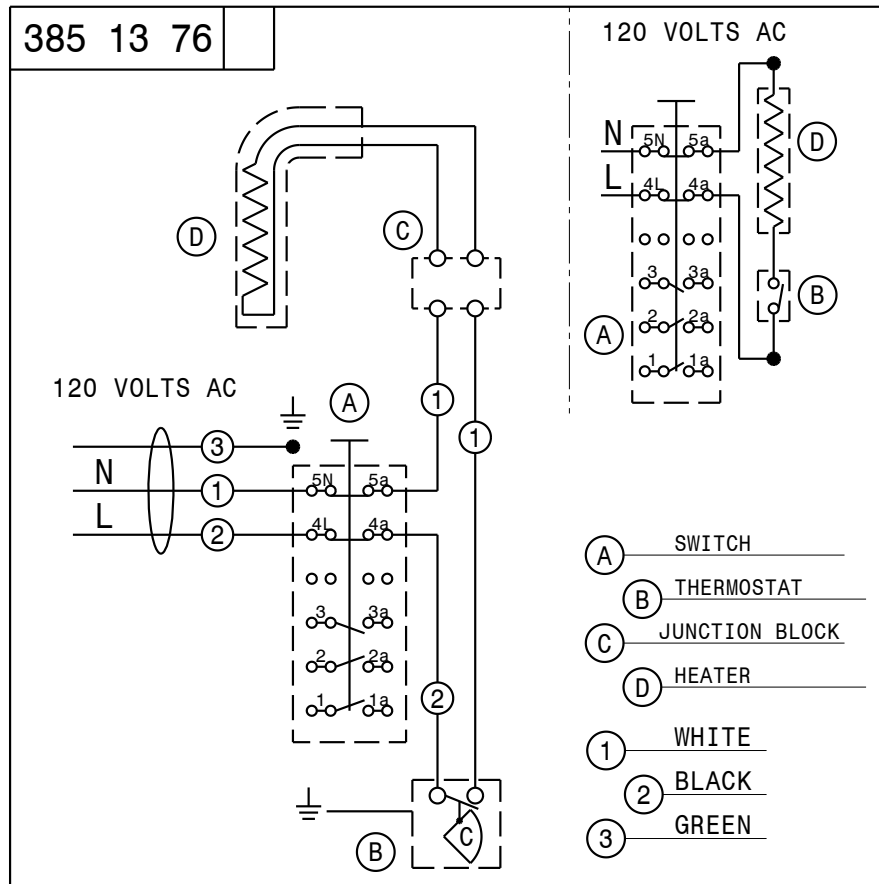 385 13 76
120 VOLTS AC
N
5N 5a
L
4L 4a
D
3 3a
B
2 2a
A
1 1a
D
C
120 VOLTS AC
A
1
1
3
N
1
5N 5a
L
2
4L 4a
3 3a
2 2a
1 1a
2
C
B
A SWITCH
B THERMOSTAT
C JUNCTION BLOCK
D HEATER
1 WHITE
2 BLACK
3 GREEN